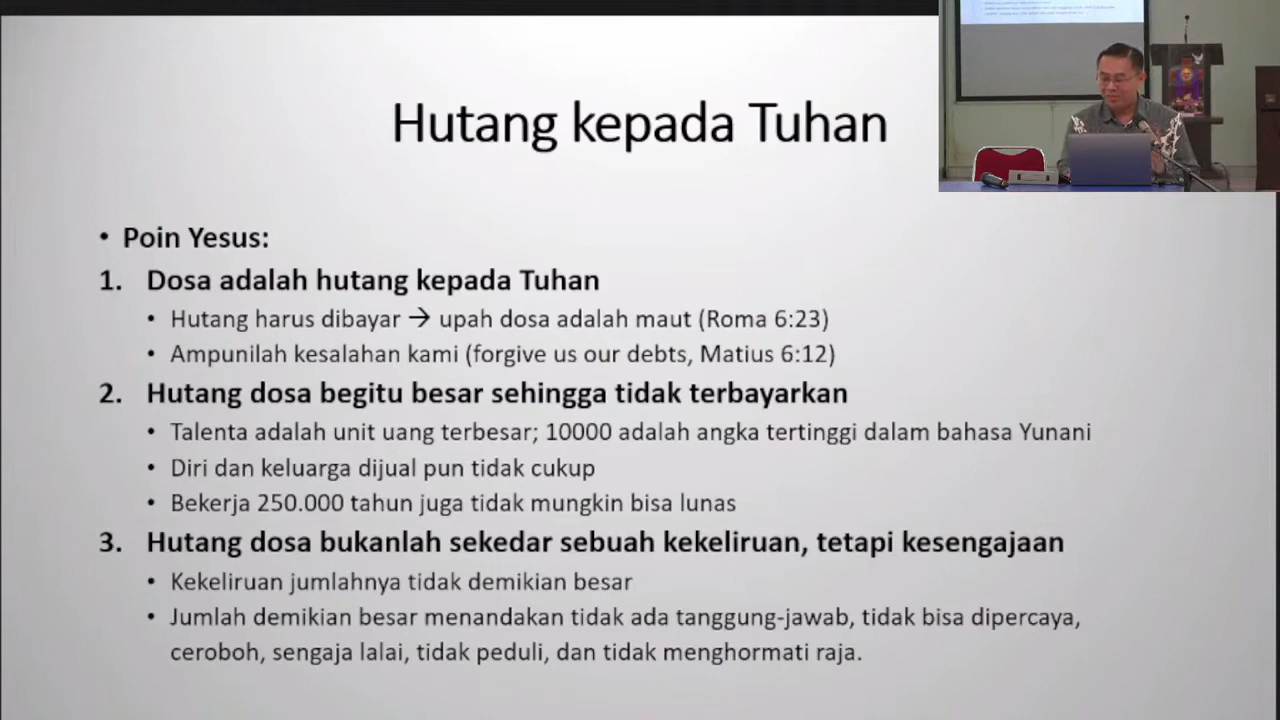 Hutang kepada Tuhan
• Poin Yesus:
1. Dosa adalah hutang kepada Tuhan
• Hutang harus dibayar → upah dosa adalah maut (Roma 6:23)
• Ampunilah kesalahan kami (forgive us our debts, Matius 6:12)
2. Hutang dosa begitu besar sehingga tidak terbayarkan
• Talenta adalah unit uang terbesar; 10000 adalah angka tertinggi dalam bahasa Yunani
• Diri dan keluarga dijual pun tidak cukup
• Bekerja 250.000 tahun juga tidak mungkin bisa lunas
3. Hutang dosa bukanlah sekedar sebuah kekeliruan, tetapi kesengajaan
• Kekeliruan jumlahnya tidak demikian besar
• Jumlah demikian besar menandakan tidak ada tanggung-jawab, tidak bisa dipercaya,
ceroboh, sengaja lalai, tidak peduli, dan tidak menghormati raja.